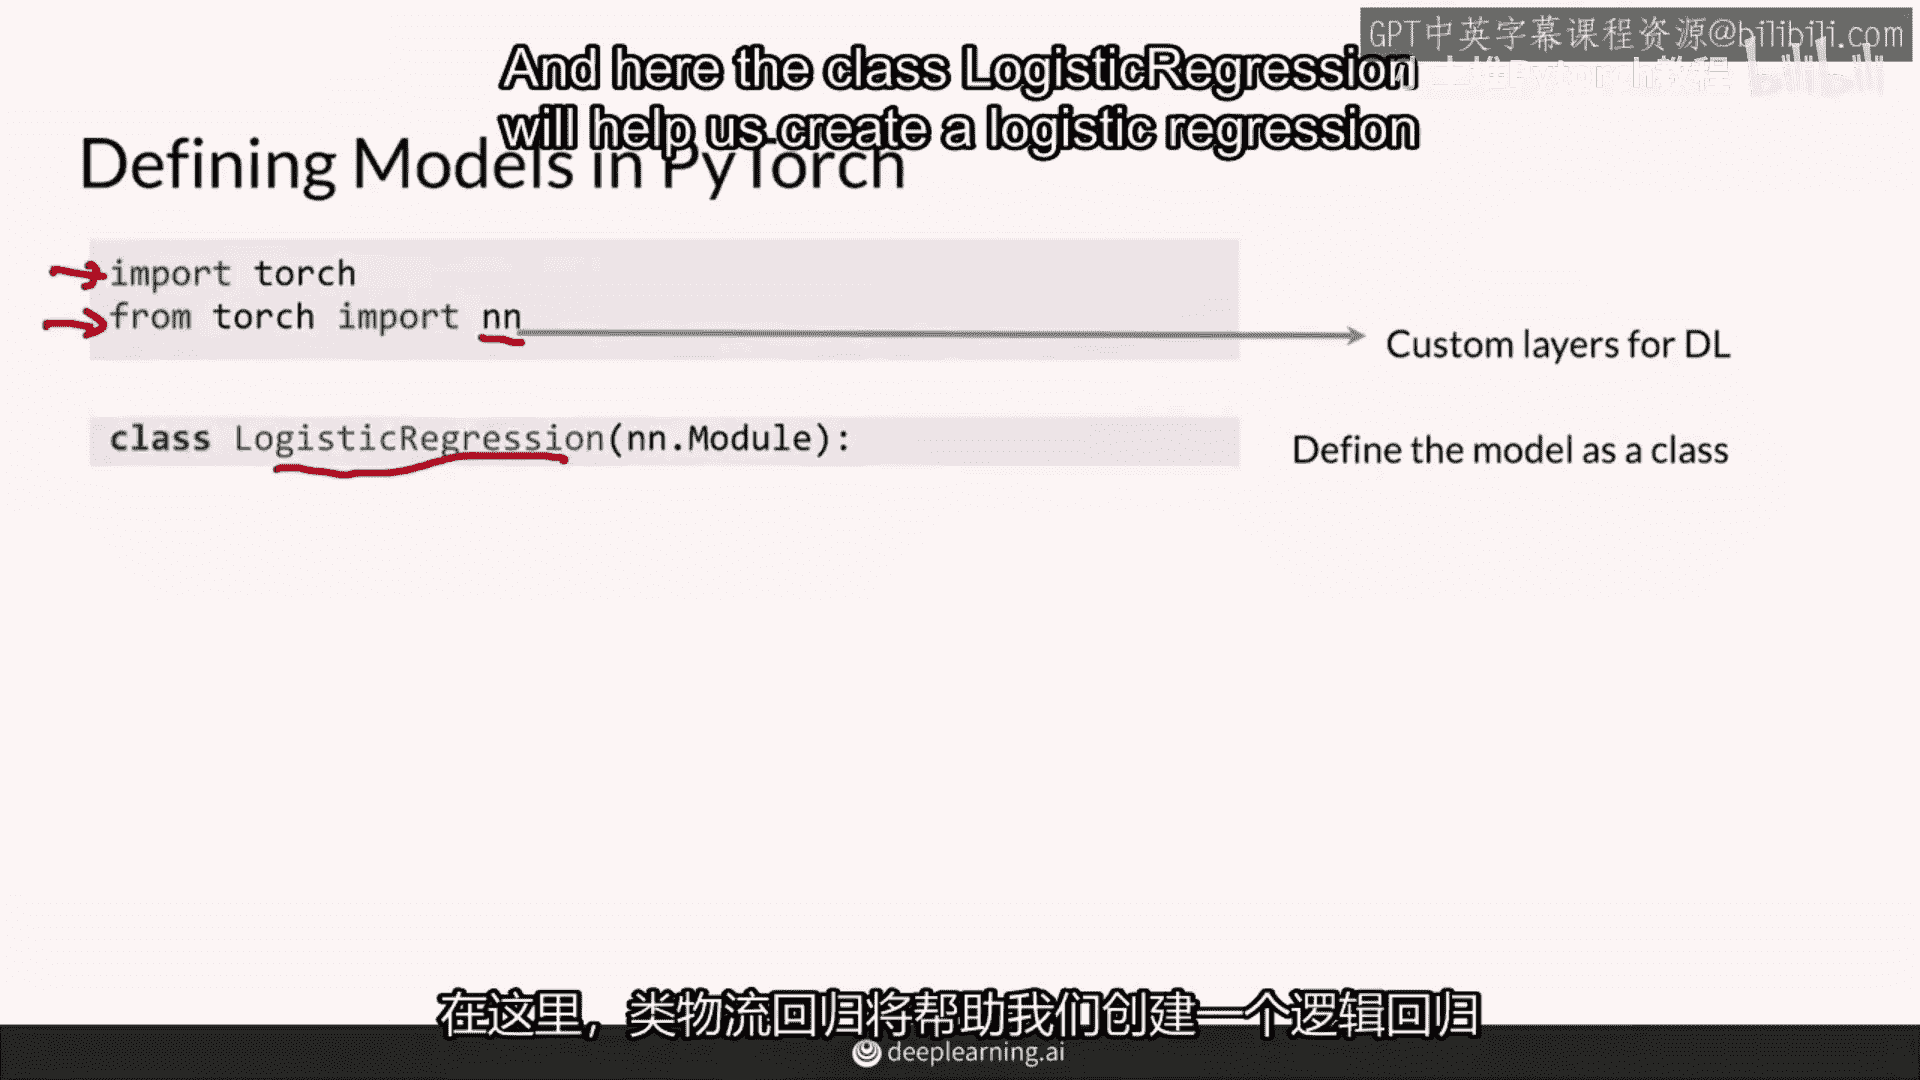 GPT中英字幕课程资源@bilibili.com
And here the class LogisticRegression
will help us create a logistic regression
Defining Models in PyTorch
import torch
from torch import nn
Custom layers for DL
class LogisticRegression(nn.Module):
Define the model as a class
在这里，类物流回归将帮助我们创建一个逻辑回归
deeplearning.ai